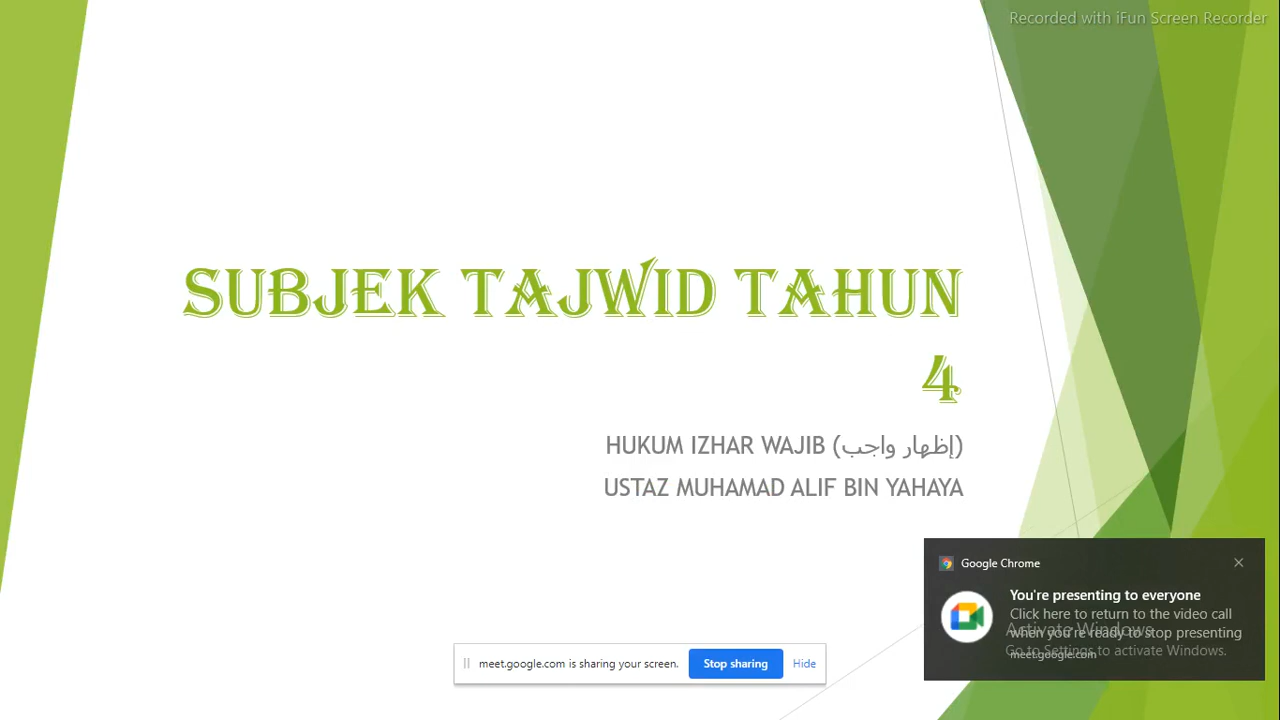 Recorded with iFun Screen Recorder
SUBJEK TAJWID TAHUN
4
HUKUM IZHAR WAJIB (إظهار واجب)
USTAZ MUHAMAD ALIF BIN YAHAYA
Google Chrome
You're presenting to everyone
Click here to return to the video call
when you're ready to stop presenting
meet.google.com
Activate Windows
Go to Settings to activate Windows.
meet.google.com is sharing your screen.
Stop sharing
Hide